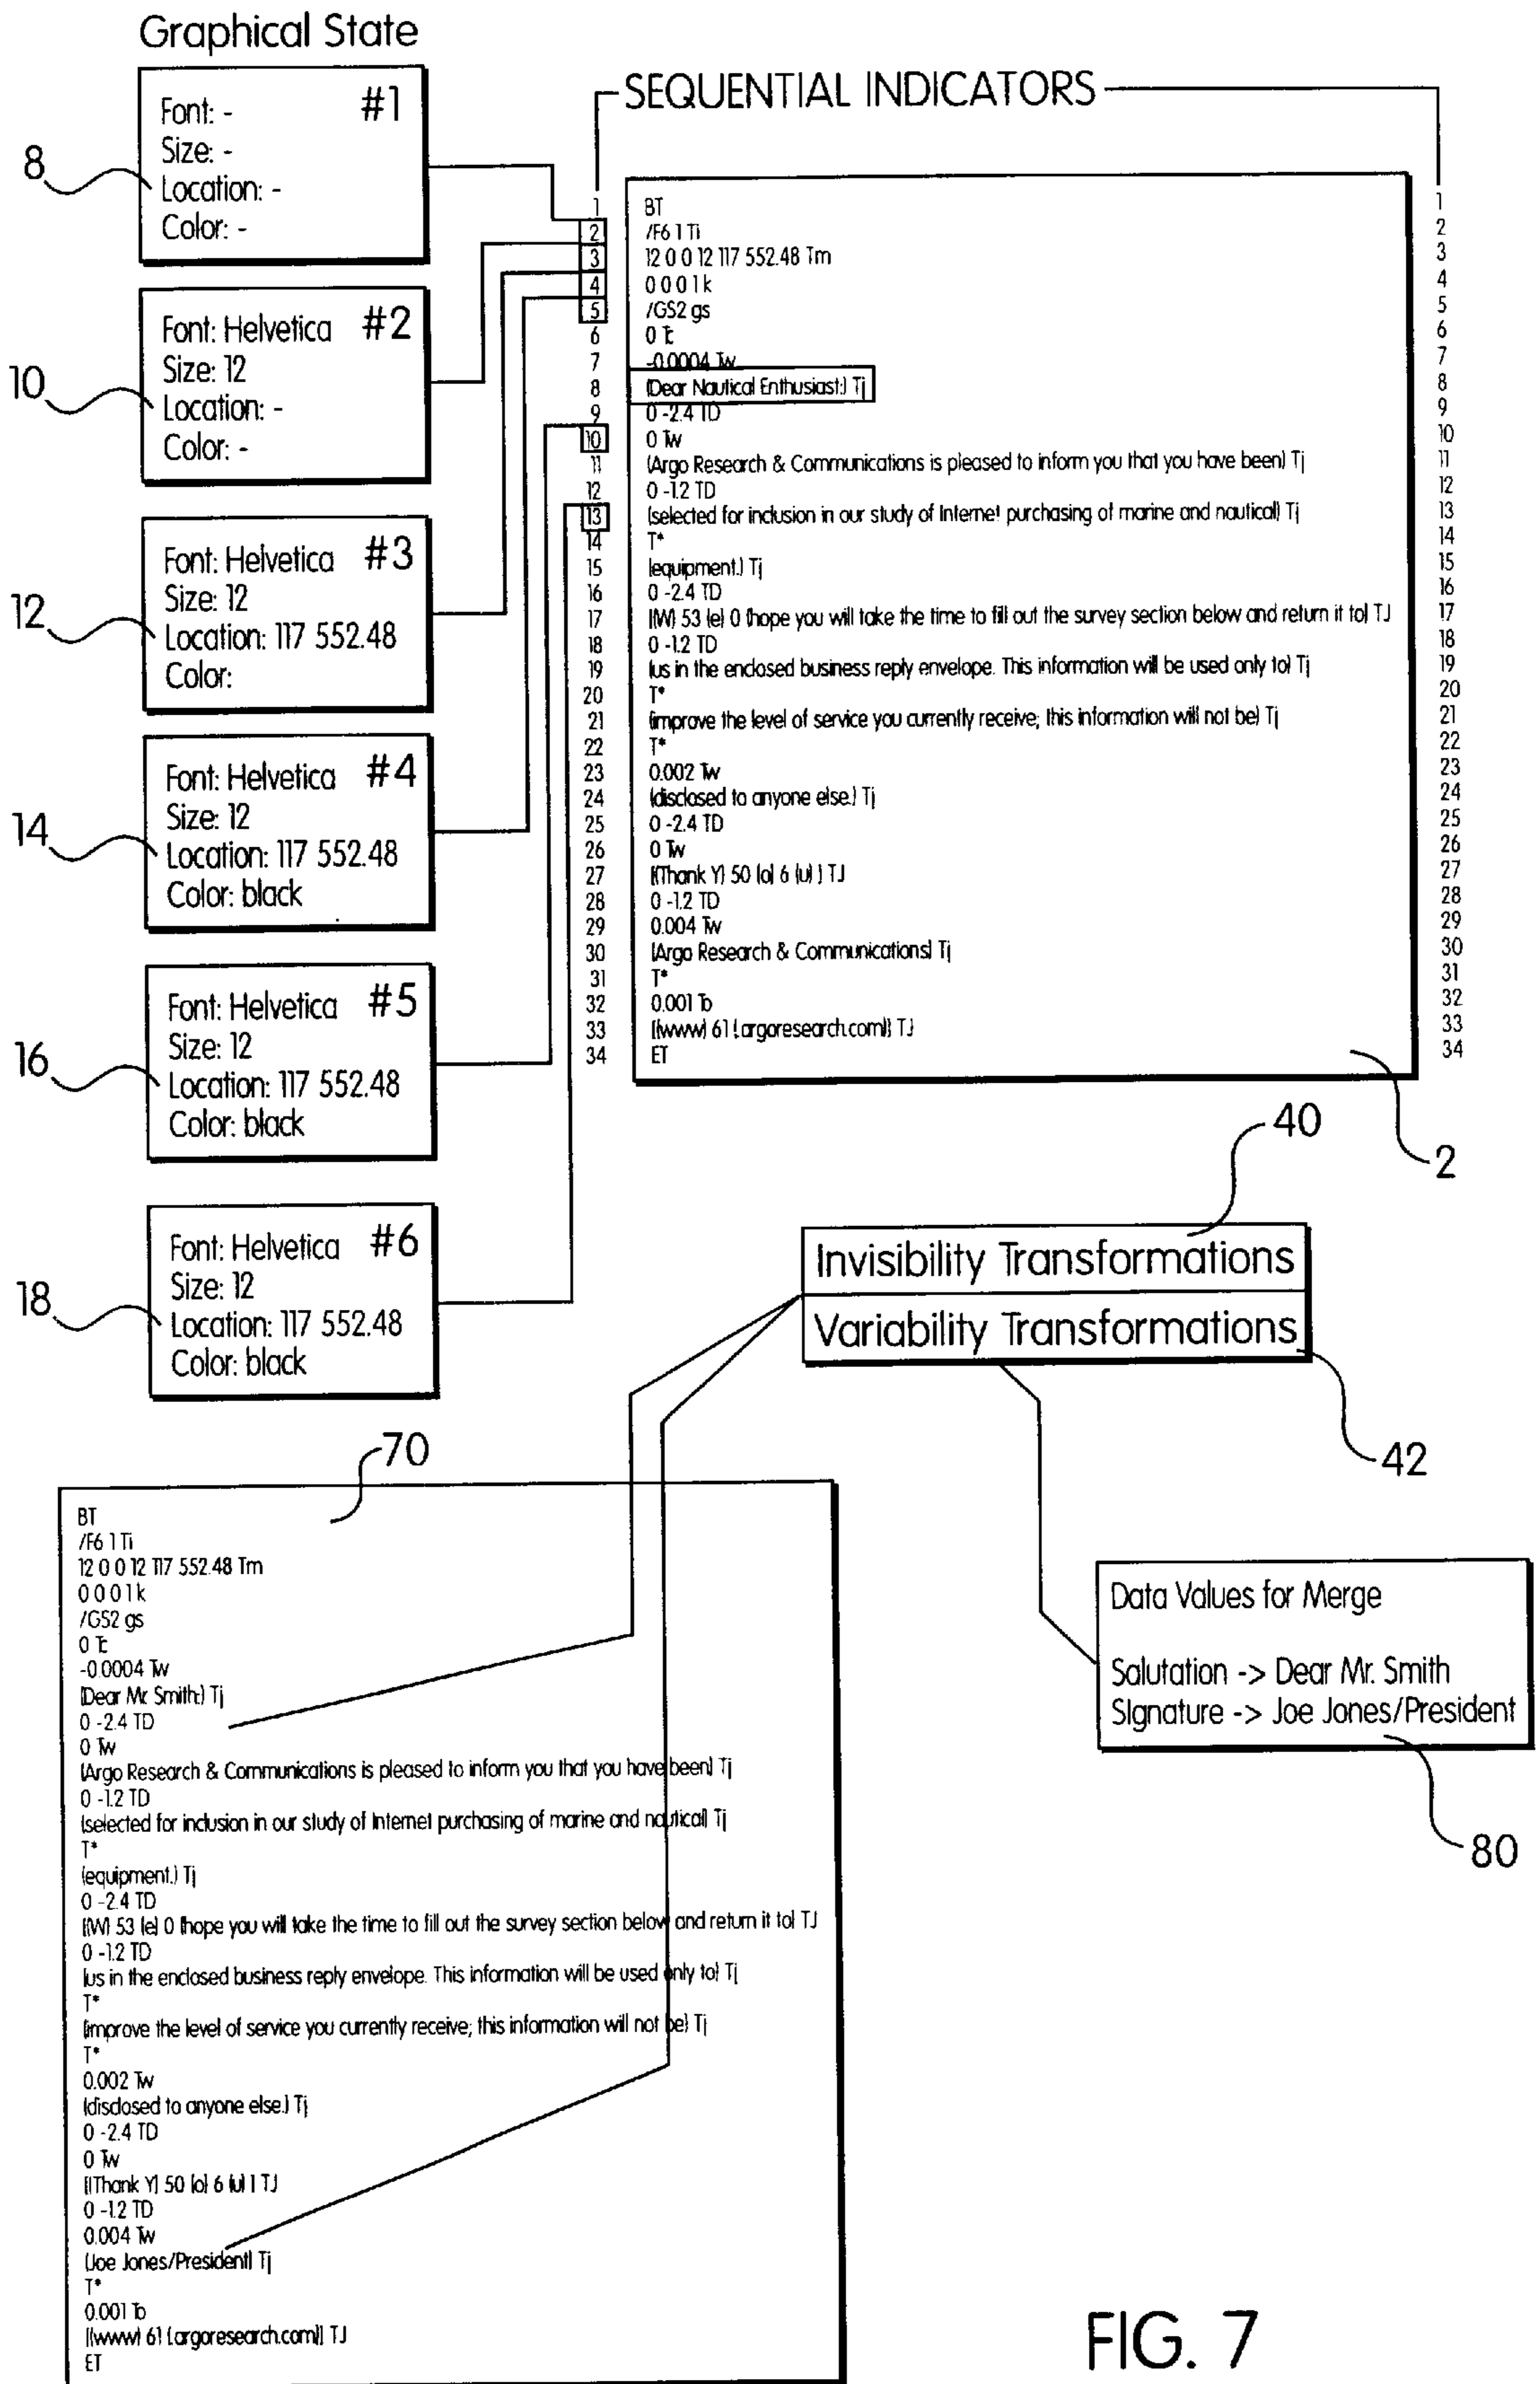 Graphical State
8
Font: - #1
Size: -
Location: -
Color: -
10
Font: Helvetica #2
Size: 12
Location: -
Color: -
12
Font: Helvetica #3
Size: 12
Location: 117 552.48
Color:
14
Font: Helvetica #4
Size: 12
Location: 117 552.48
Color: black
16
Font: Helvetica #5
Size: 12
Location: 117 552.48
Color: black
18
Font: Helvetica #6
Size: 12
Location: 117 552.48
Color: black
SEQUENTIAL INDICATORS
1 BT 1
2 /F6 1 Ti 2
3 12 0 0 12 117 552.48 Tm 3
4 0 0 0 1 k 4
5 /GS2 gs 5
6 0 Tc 6
7 -0.0004 Tw 7
8 (Dear Nautical Enthusiast:) Tj 8
9 0 -2.4 TD 9
10 0 Tw 10
11 (Argo Research & Communications is pleased to inform you that you have been) Tj 11
12 0 -1.2 TD 12
13 (selected for inclusion in our study of Internet purchasing of marine and nautical) Tj 13
14 T* 14
15 (equipment.) Tj 15
16 0 -2.4 TD 16
17 [(W) 53 (e) 0 (hope you will take the time to fill out the survey section below and return it to] TJ 17
18 0 -1.2 TD 18
19 (us in the enclosed business reply envelope. This information will be used only to) Tj 19
20 T* 20
21 (improve the level of service you currently receive; this information will not be) Tj 21
22 T* 22
23 0.002 Tw 23
24 (disclosed to anyone else.) Tj 24
25 0 -2.4 TD 25
26 0 Tw 26
27 [(Thank Y) 50 (o) 6 (u) ] TJ 27
28 0 -1.2 TD 28
29 0.004 Tw 29
30 (Argo Research & Communications) Tj 30
31 T* 31
32 0.001 Tb 32
33 [(www) 61 (.argoresearch.com)] TJ 33
34 ET 34
2
40
Invisibility Transformations
Variability Transformations
42
Data Values for Merge
Salutation -> Dear Mr. Smith
SIgnature -> Joe Jones/President
80
70
BT
/F6 1 Ti
12 0 0 12 117 552.48 Tm
0 0 0 1 k
/GS2 gs
0 Tc
-0.0004 Tw
(Dear Mr. Smith:) Tj
0 -2.4 TD
0 Tw
(Argo Research & Communications is pleased to inform you that you have been) Tj
0 -1.2 TD
(selected for inclusion in our study of Internet purchasing of marine and nautical) Tj
T*
(equipment.) Tj
0 -2.4 TD
[(W) 53 (e) 0 (hope you will take the time to fill out the survey section below and return it to] TJ
0 -1.2 TD
(us in the enclosed business reply envelope. This information will be used only to) Tj
T*
(improve the level of service you currently receive; this information will not be) Tj
T*
0.002 Tw
(disclosed to anyone else.) Tj
0 -2.4 TD
0 Tw
[(Thank Y) 50 (o) 6 (u) ] TJ
0 -1.2 TD
0.004 Tw
(Joe Jones/President) Tj
T*
0.001 Tb
[(www) 61 (.argoresearch.com)] TJ
ET
FIG. 7